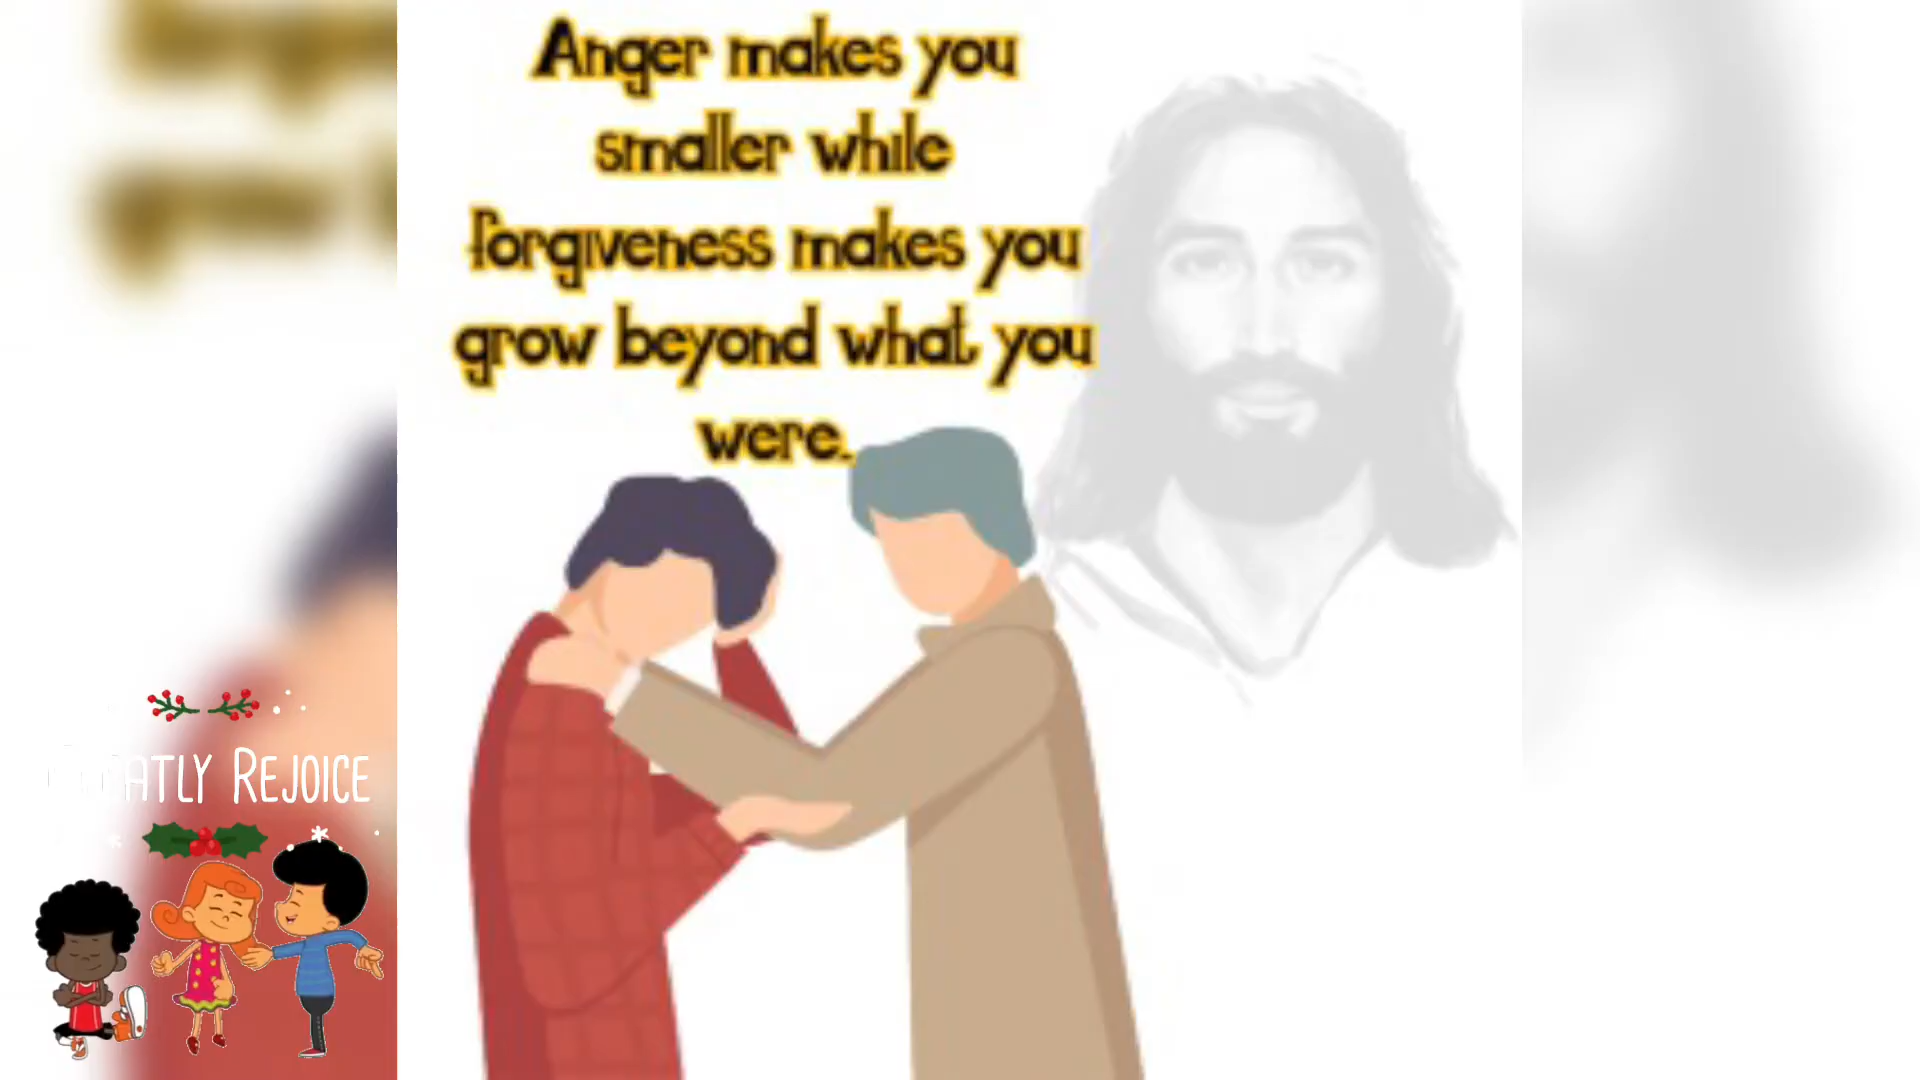 Anger makes you
smaller while
forgiveness makes you
grow beyond what you
were.
REJOICE